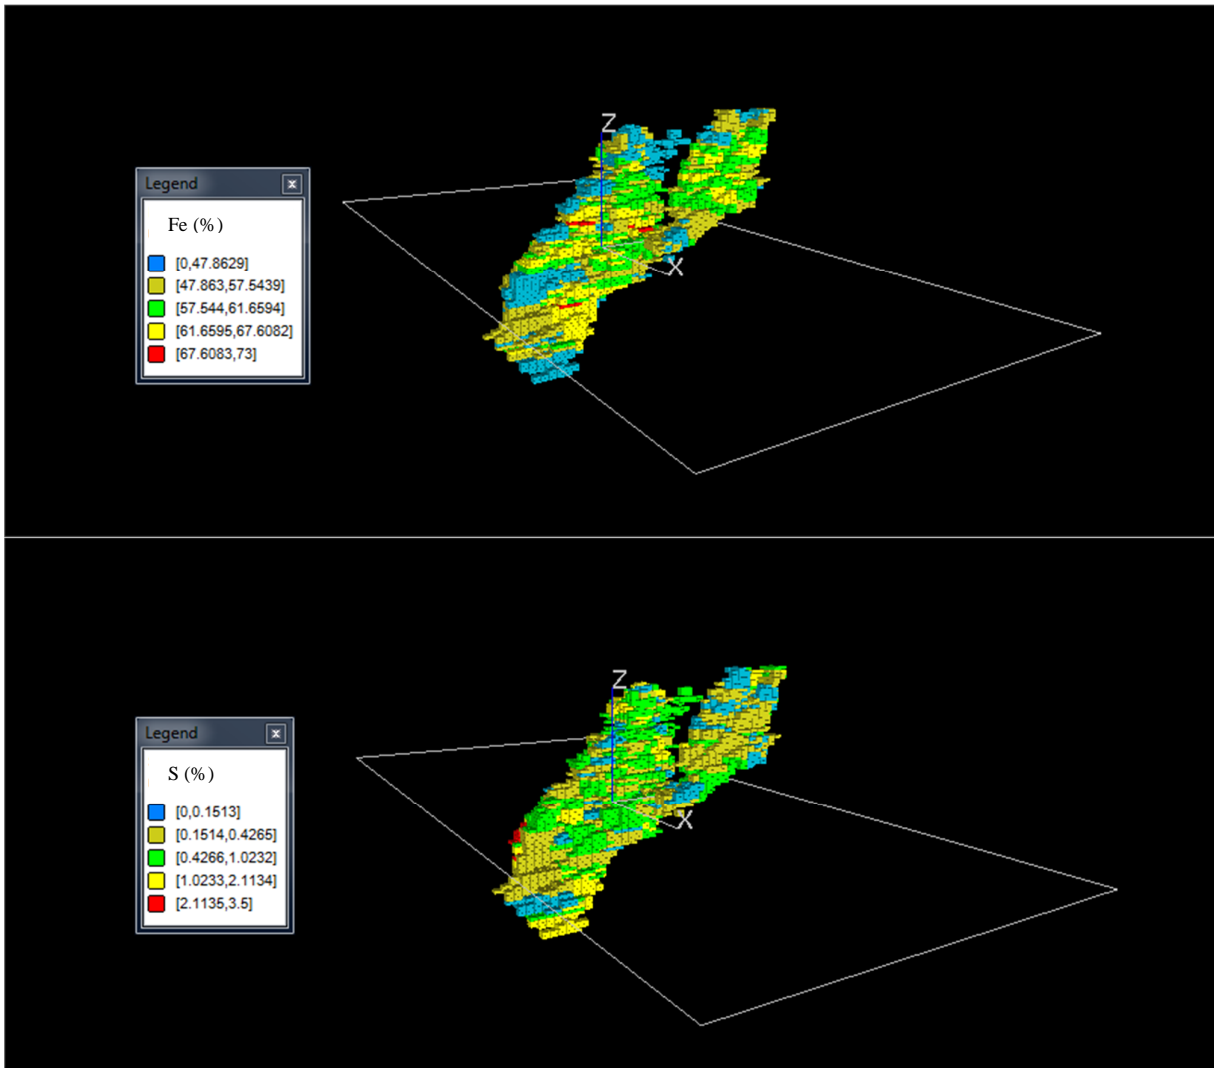 Z
Legend
x
Fe (%)
[0,47.8629]
[47.863,57.5439]
X
[57.544,61.6594]
[61.6595,67.6082]
[67.6083,73]
Z
Legend
x
S (%)
[0,0.1513]
[0.1514,0.4265]
X
[0.4266,1.0232]
[1.0233,2.1134]
[2.1135,3.5]